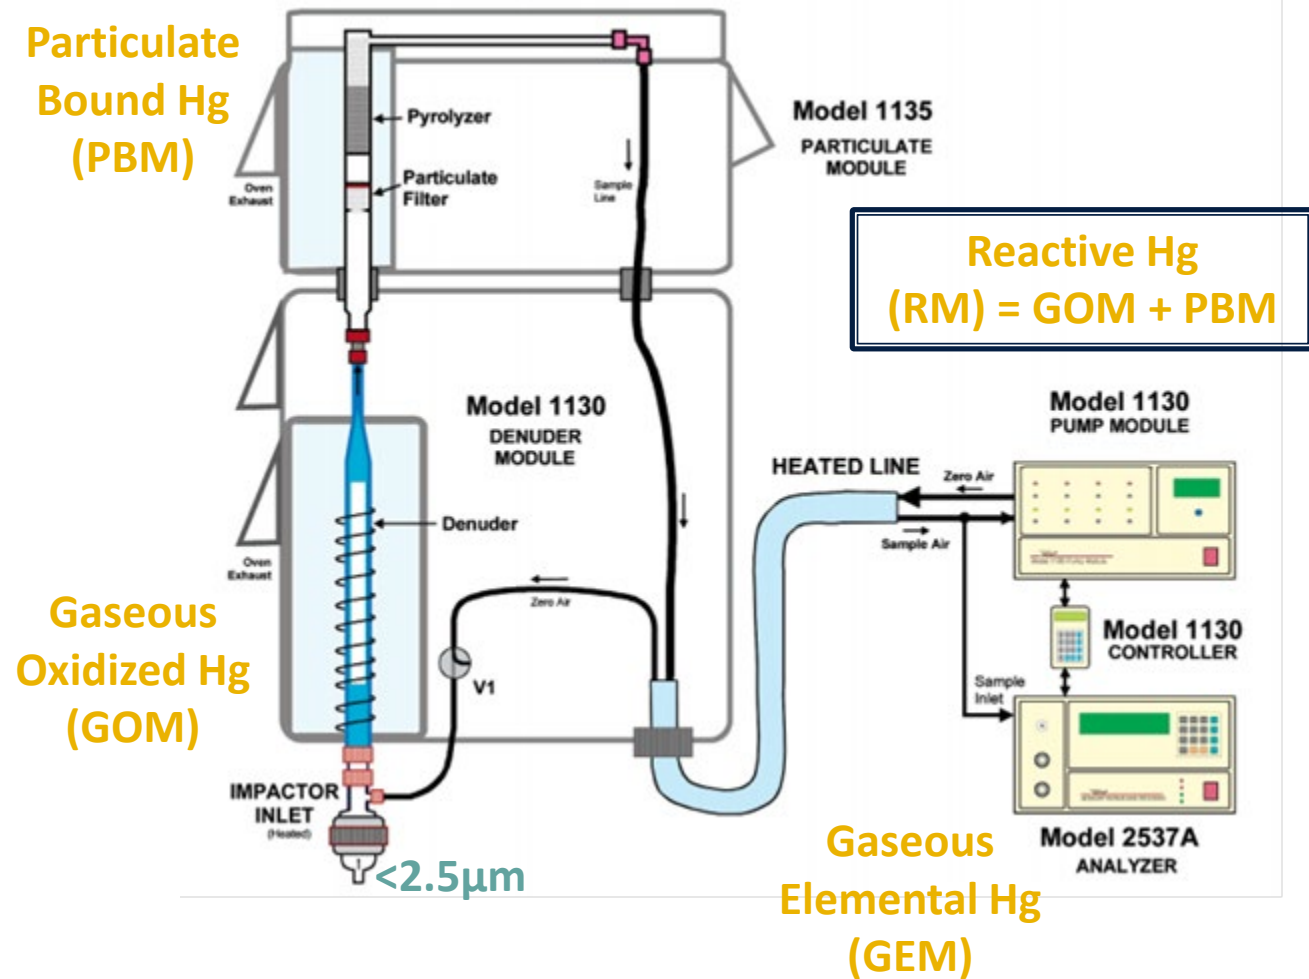 Particulate
Bound Hg
(PBM)
Pyrolyzer
Particulate
Filter
Oven
Exhaust
Sample
Line
Model 1135
PARTICULATE
MODULE
Reactive Hg
(RM) = GOM + PBM
Model 1130
DENUDER
MODULE
Denuder
Oven
Exhaust
Zero Air
V1
Gaseous
Oxidized Hg
(GOM)
IMPACTOR
INLET
(Heated)
<2.5μm
HEATED LINE
Zero Air
Sample Air
Model 1130
PUMP MODULE
Model 1130
CONTROLLER
Sample
Inlet
Model 2537A
ANALYZER
Gaseous
Elemental Hg
(GEM)